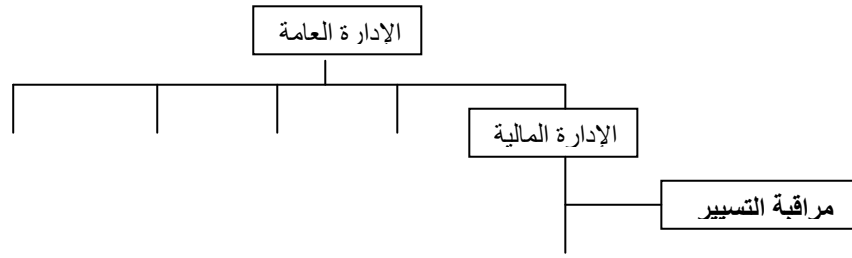 الإدارة العامة
الإدارة المالية
مراقبة التسيير